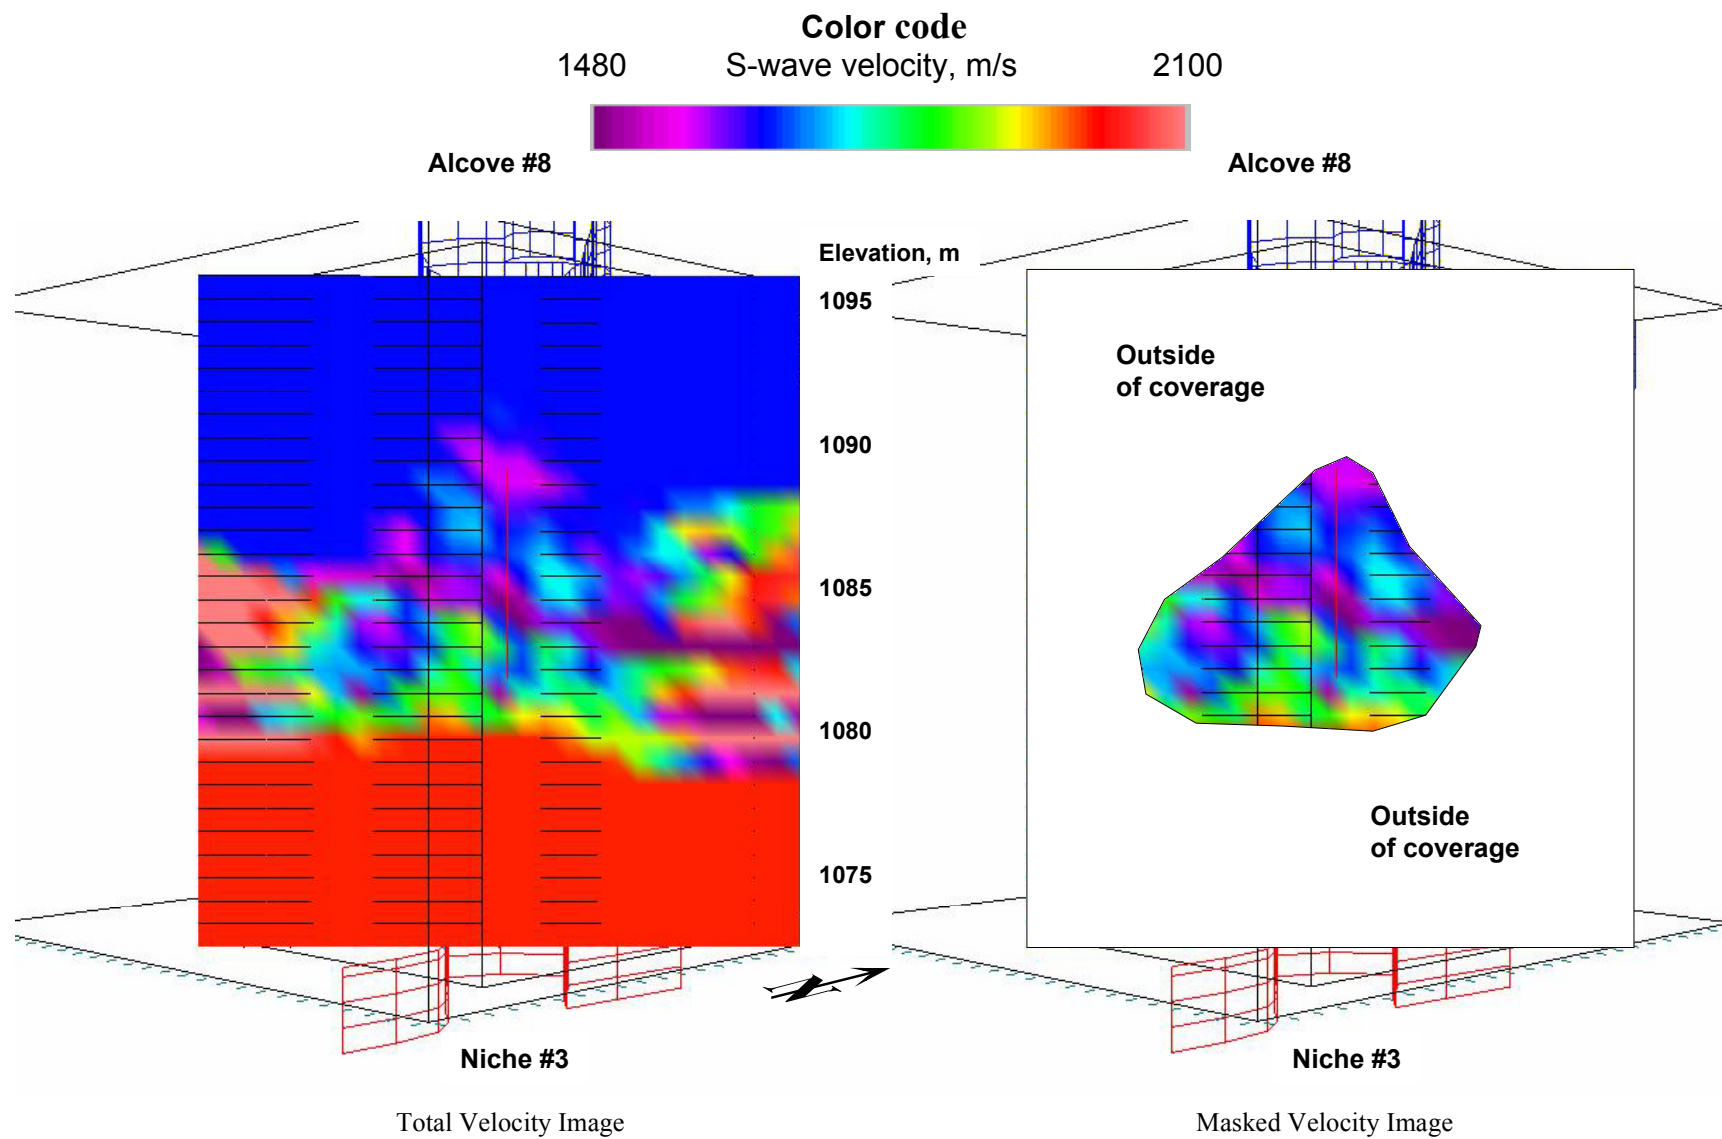 Color code
1480 S-wave velocity, m/s 2100
Alcove #8 Alcove #8
Elevation, m
1095
1090
1085
1080
1075
Outside
of coverage
Outside
of coverage
Niche #3 Niche #3
Total Velocity Image Masked Velocity Image